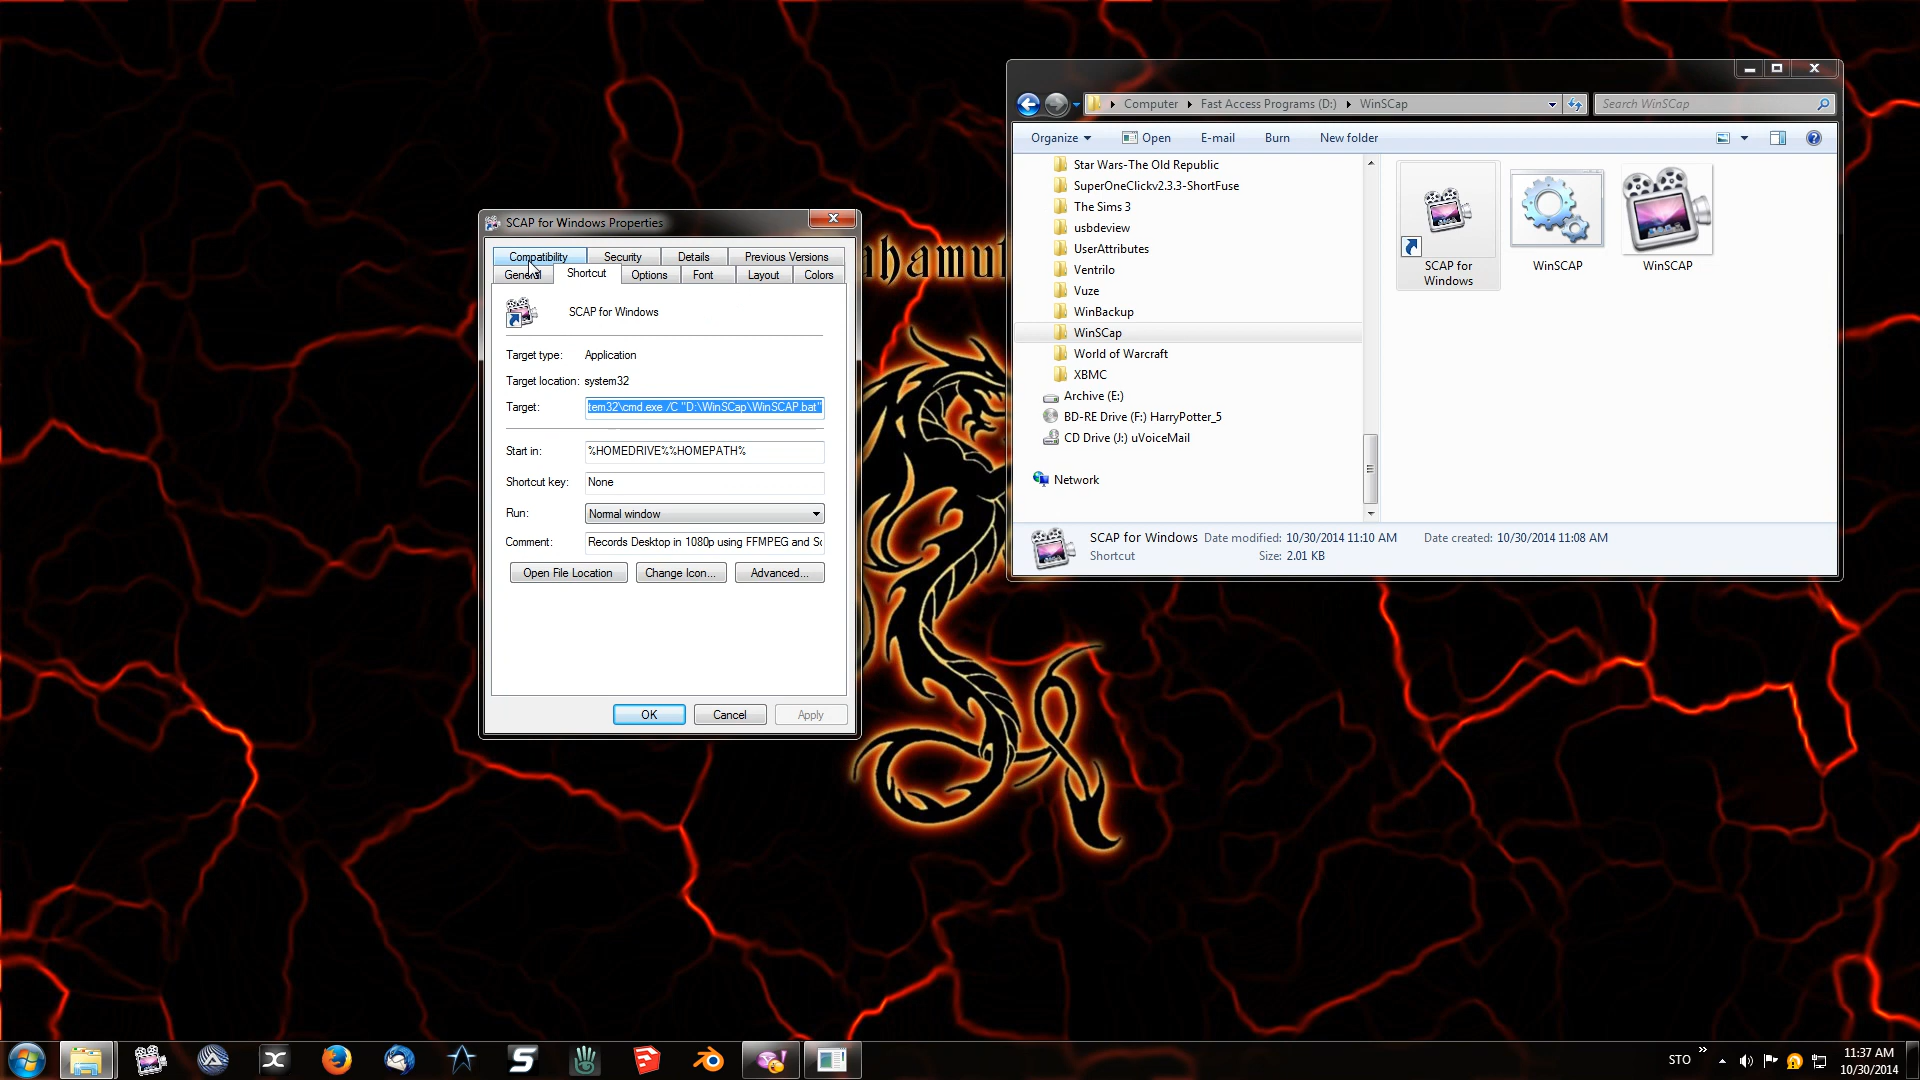 SCAP for Windows Properties
Compatibility
Security
Details
Previous Versions
General
Shortcut
Options
Font
Layout
Colors
SCAP for Windows
Target type:
Application
Target location:
system32
Target:
tem32\cmd.exe /C "D:\WinSCap\WinSCAP.bat"
Start in:
%HOMEDRIVE%%HOMEPATH%
Shortcut key:
None
Run:
Normal window
Comment:
Records Desktop in 1080p using FFMPEG and Sc
Open File Location
Change Icon...
Advanced...
OK
Cancel
Apply
ahamut
Computer
Fast Access Programs (D:)
WinSCap
Search WinSCap
Organize
Open
E-mail
Burn
New folder
Star Wars-The Old Republic
SuperOneClickv2.3.3-ShortFuse
The Sims 3
usbdeview
UserAttributes
Ventrilo
Vuze
WinBackup
WinSCap
World of Warcraft
XBMC
Archive (E:)
BD-RE Drive (F:) HarryPotter_5
CD Drive (J:) uVoiceMail
Network
SCAP for
Windows
WinSCAP
WinSCAP
SCAP for Windows
Date modified: 10/30/2014 11:10 AM
Date created: 10/30/2014 11:08 AM
Shortcut
Size: 2.01 KB
STO
11:37 AM
10/30/2014